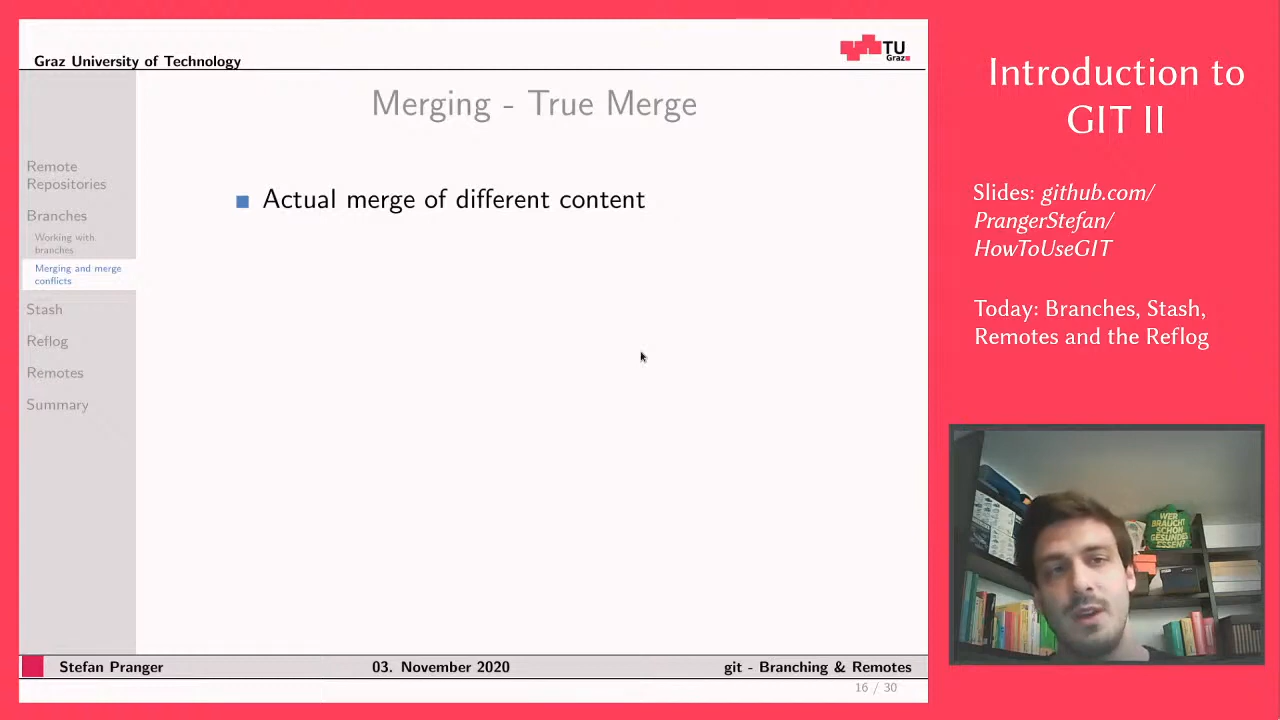 Graz University of Technology
TU
Graz
Merging - True Merge
Remote
Repositories
Branches
Working with
branches
Merging and merge
conflicts
Stash
Reflog
Remotes
Summary
Actual merge of different content
Stefan Pranger
03. November 2020
git - Branching & Remotes
16 / 30
Introduction to
GIT II
Slides: github.com/
PrangerStefan/
HowToUseGIT
Today: Branches, Stash,
Remotes and the Reflog
WER
BRAUCHT
SCHON
GESUNDES
ESSEN?